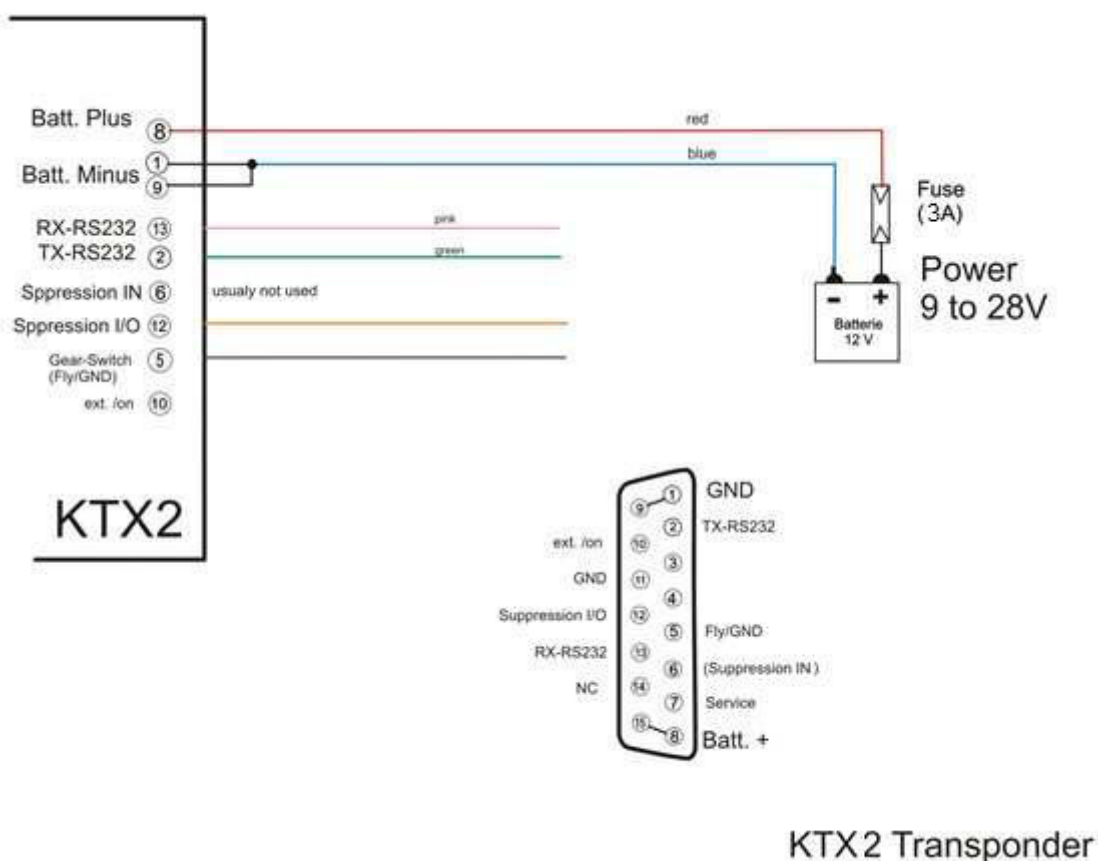 Batt. Plus 8
red
1
Batt. Minus
9
blue
Fuse
(3A)
RX-RS232 13
pink
TX-RS232 2
green
Power
9 to 28V
Sppression IN 6 usualy not used
- +
Batterie
12 V
Sppression I/O 12
Gear-Switch 5
(Fly/GND)
ext. /on 10
KTX2
1 GND
9
2 TX-RS232
ext. /on 10
3
GND 11
4
Suppression I/O 12
5 Fly/GND
RX-RS232 13
6 (Suppression IN)
NC 14
7 Service
15
8 Batt. +
KTX2 Transponder